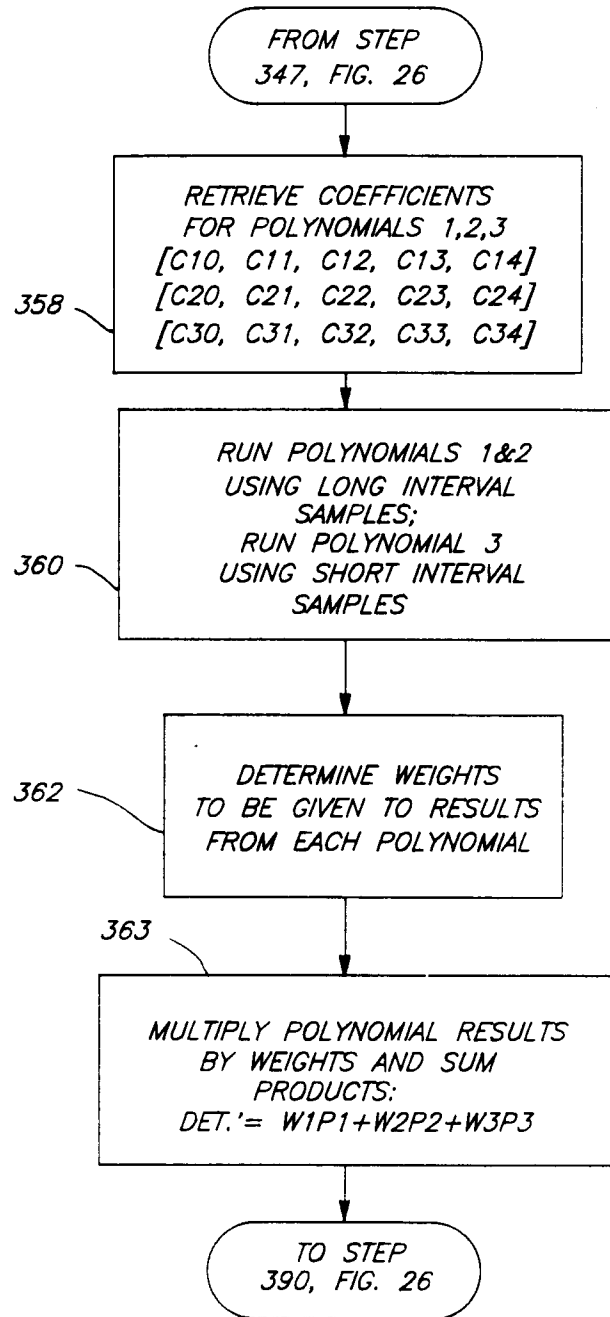 FROM STEP
347, FIG. 26
RETRIEVE COEFFICIENTS
FOR POLYNOMIALS 1,2,3
[C10, C11, C12, C13, C14]
[C20, C21, C22, C23, C24]
[C30, C31, C32, C33, C34]
358
RUN POLYNOMIALS 1&2
USING LONG INTERVAL
SAMPLES;
RUN POLYNOMIAL 3
USING SHORT INTERVAL
SAMPLES
360
DETERMINE WEIGHTS
TO BE GIVEN TO RESULTS
FROM EACH POLYNOMIAL
362
363
MULTIPLY POLYNOMIAL RESULTS
BY WEIGHTS AND SUM
PRODUCTS:
DET.'= W1P1+W2P2+W3P3
TO STEP
390, FIG. 26